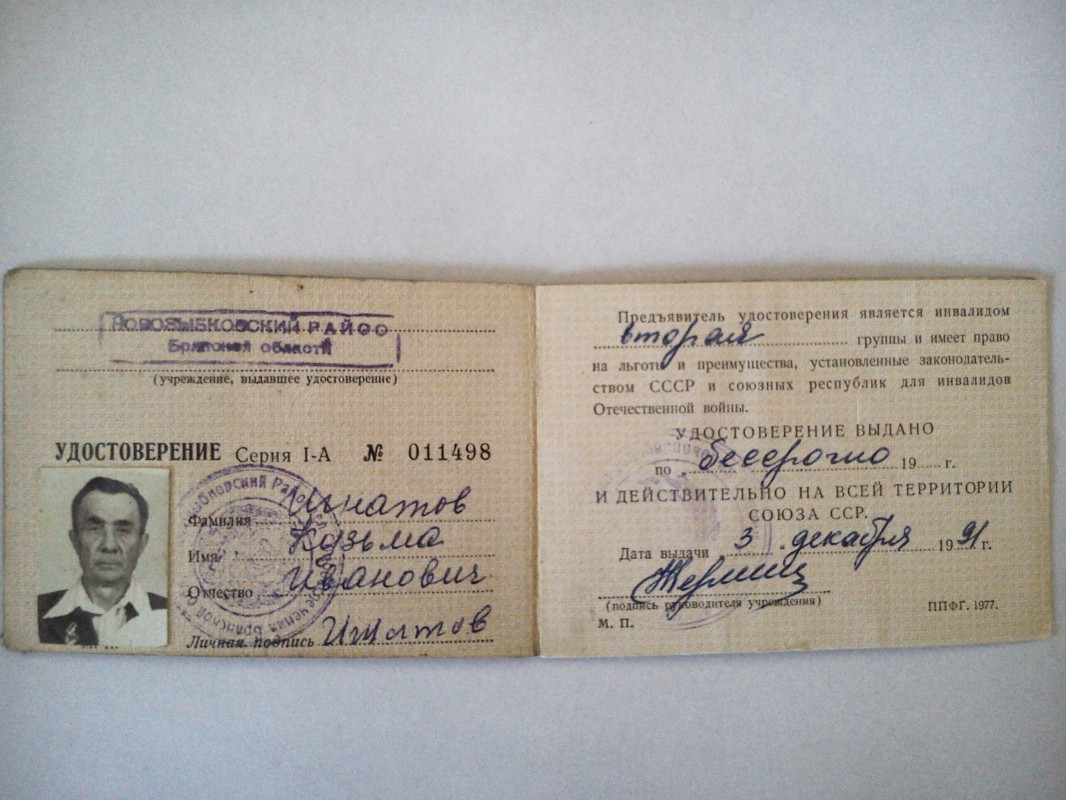 НОВОЗЫБКОВСКИЙ РАЙСО
Брянской области
(учреждение, выдавшее удостоверение)
УДОСТОВЕРЕНИЕ Серия I-А № 011498
Фамилия Игнатов
Имя Козьма
Отчество Иванович
Личная подпись Игнатов
Предъявитель удостоверения является инвалидом
второй группы и имеет право
на льготы и преимущества, установленные законодатель-
ством СССР и союзных республик для инвалидов
Отечественной войны.
УДОСТОВЕРЕНИЕ ВЫДАНО
по „ бессрочно 19 г.
И ДЕЙСТВИТЕЛЬНО НА ВСЕЙ ТЕРРИТОРИИ
СОЮЗА ССР.
Дата выдачи 3 „ декабря 1991 г.
(подпись руководителя учреждения)
М. П.
ППФГ. 1977.